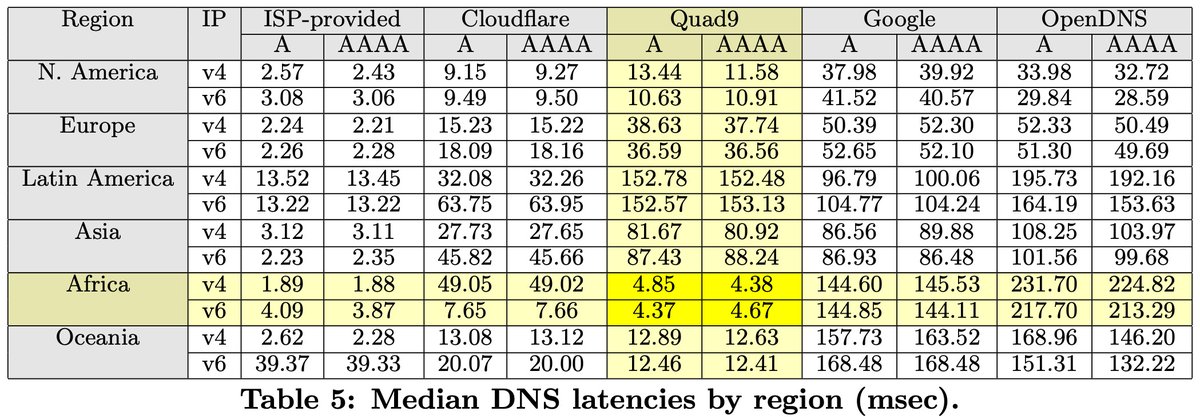 Region IP ISP-provided Cloudflare Quad9 Google OpenDNS
A AAAA A AAAA A AAAA A AAAA A AAAA
N. America v4 2.57 2.43 9.15 9.27 13.44 11.58 37.98 39.92 33.98 32.72
v6 3.08 3.06 9.49 9.50 10.63 10.91 41.52 40.57 29.84 28.59
Europe v4 2.24 2.21 15.23 15.22 38.63 37.74 50.39 52.30 52.33 50.49
v6 2.26 2.28 18.09 18.16 36.59 36.56 52.65 52.10 51.30 49.69
Latin America v4 13.52 13.45 32.08 32.26 152.78 152.48 96.79 100.06 195.73 192.16
v6 13.22 13.22 63.75 63.95 152.57 153.13 104.77 104.24 164.19 153.63
Asia v4 3.12 3.11 27.73 27.65 81.67 80.92 86.56 89.88 108.25 103.97
v6 2.23 2.35 45.82 45.66 87.43 88.24 86.93 86.48 101.56 99.68
Africa v4 1.89 1.88 49.05 49.02 4.85 4.38 144.60 145.53 231.70 224.82
v6 4.09 3.87 7.65 7.66 4.37 4.67 144.85 144.11 217.70 213.29
Oceania v4 2.62 2.28 13.08 13.12 12.89 12.63 157.73 163.52 168.96 146.20
v6 39.37 39.33 20.07 20.00 12.46 12.41 168.48 168.48 151.31 132.22
Table 5: Median DNS latencies by region (msec).